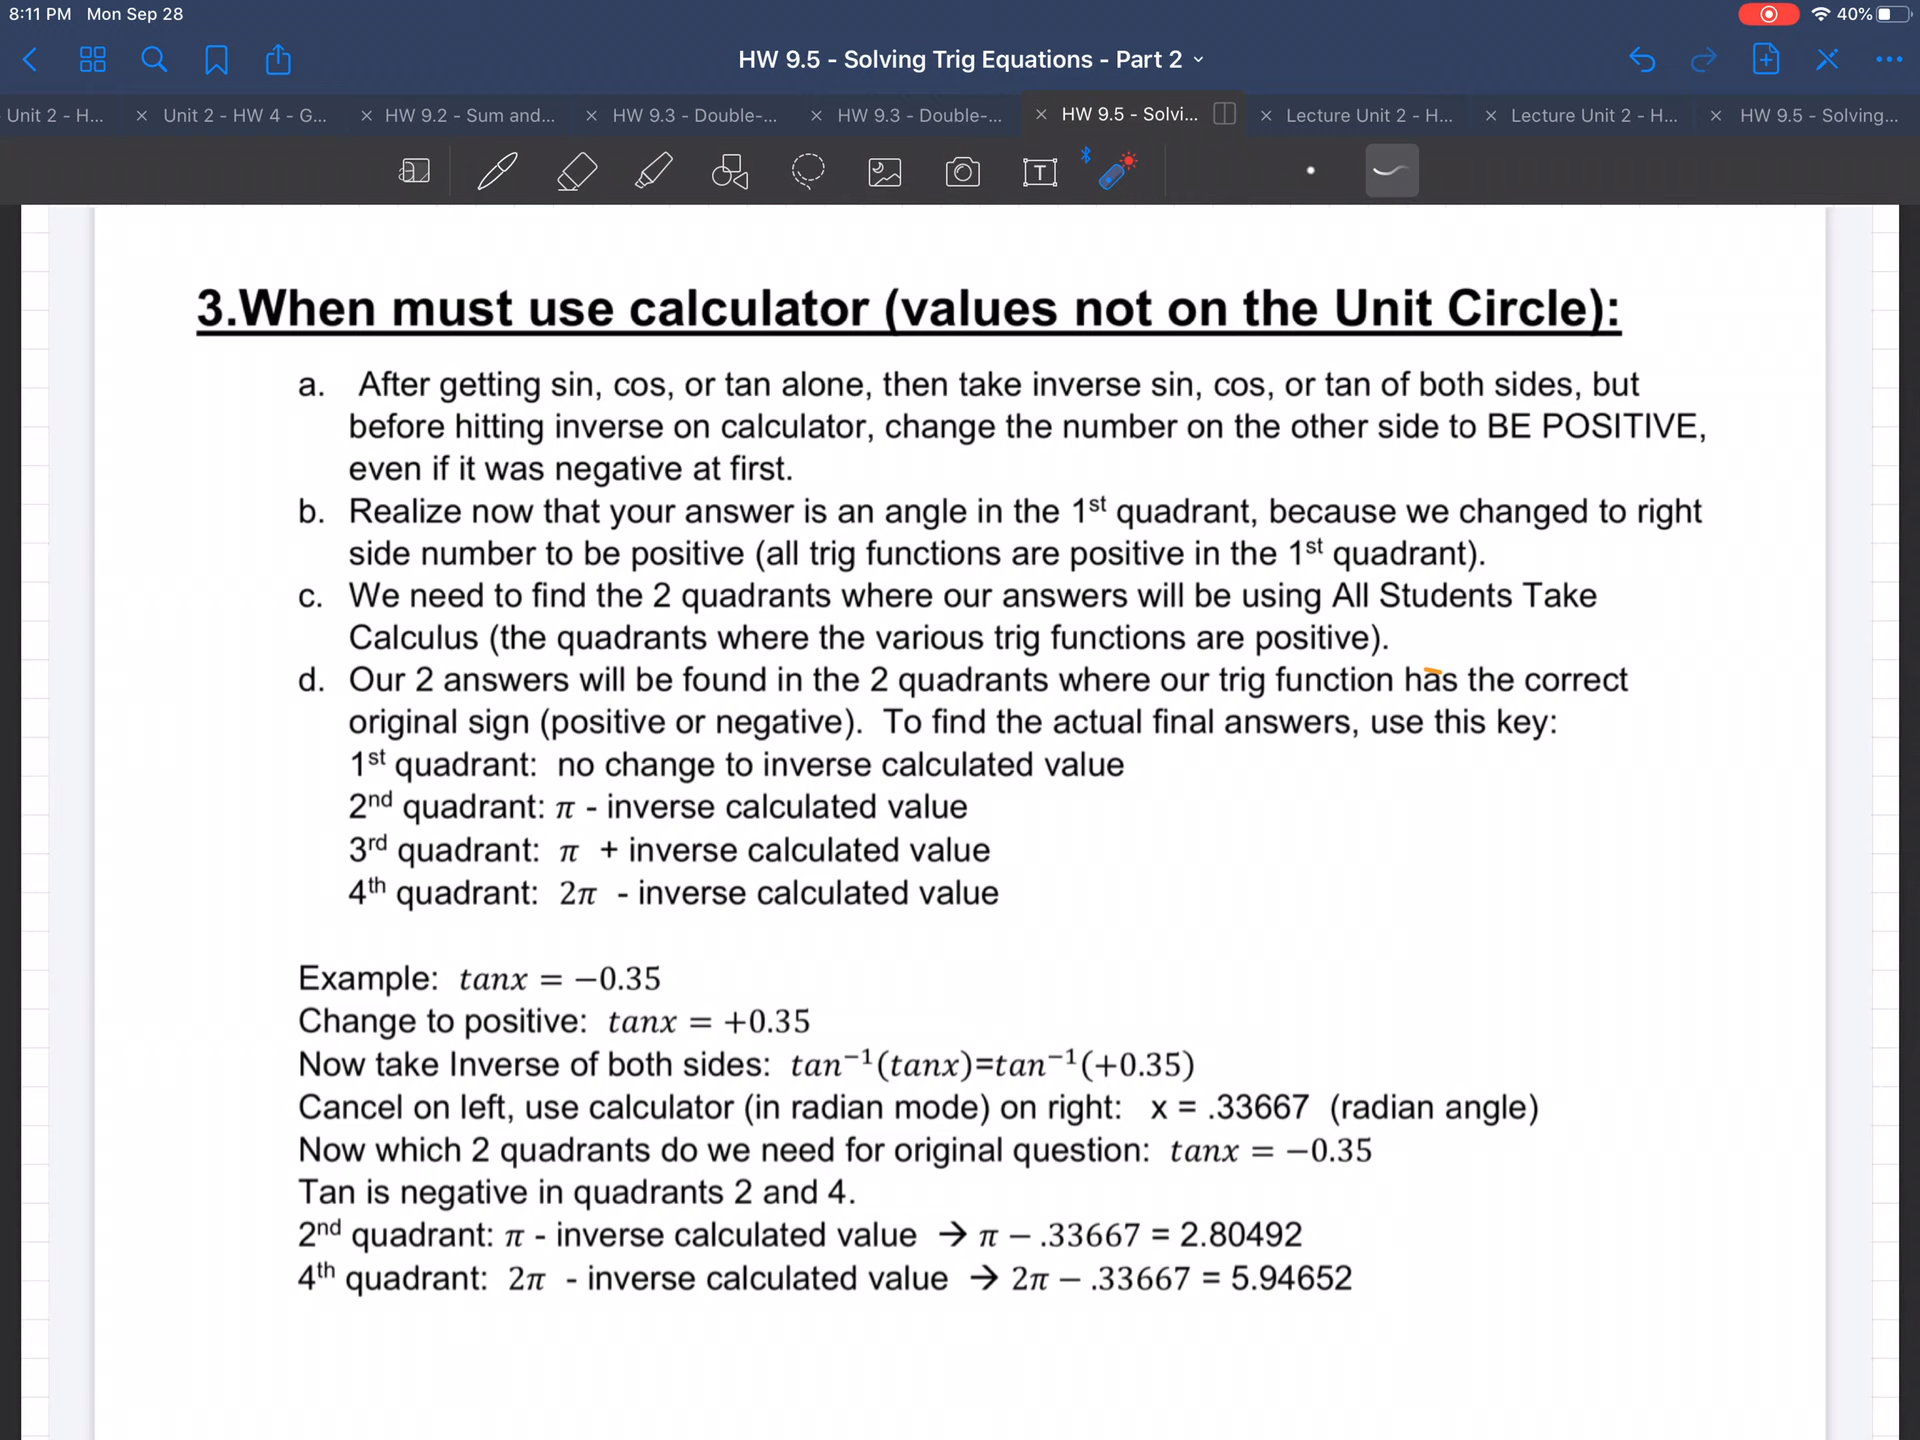 8:11 PM Mon Sep 28
40%
HW 9.5 - Solving Trig Equations - Part 2
Unit 2 - H... × Unit 2 - HW 4 - G... × HW 9.2 - Sum and... × HW 9.3 - Double-... × HW 9.3 - Double-... × HW 9.5 - Solvi... × Lecture Unit 2 - H... × Lecture Unit 2 - H... × HW 9.5 - Solving...
T
3.When must use calculator (values not on the Unit Circle):
a. After getting sin, cos, or tan alone, then take inverse sin, cos, or tan of both sides, but
before hitting inverse on calculator, change the number on the other side to BE POSITIVE,
even if it was negative at first.
b. Realize now that your answer is an angle in the 1st quadrant, because we changed to right
side number to be positive (all trig functions are positive in the 1st quadrant).
c. We need to find the 2 quadrants where our answers will be using All Students Take
Calculus (the quadrants where the various trig functions are positive).
d. Our 2 answers will be found in the 2 quadrants where our trig function has the correct
original sign (positive or negative). To find the actual final answers, use this key:
1st quadrant: no change to inverse calculated value
2nd quadrant: π - inverse calculated value
3rd quadrant: π + inverse calculated value
4th quadrant: 2π - inverse calculated value
Example: tanx = −0.35
Change to positive: tanx = +0.35
Now take Inverse of both sides: tan⁻¹(tanx)=tan⁻¹(+0.35)
Cancel on left, use calculator (in radian mode) on right: x = .33667 (radian angle)
Now which 2 quadrants do we need for original question: tanx = −0.35
Tan is negative in quadrants 2 and 4.
2nd quadrant: π - inverse calculated value → π − .33667 = 2.80492
4th quadrant: 2π - inverse calculated value → 2π − .33667 = 5.94652